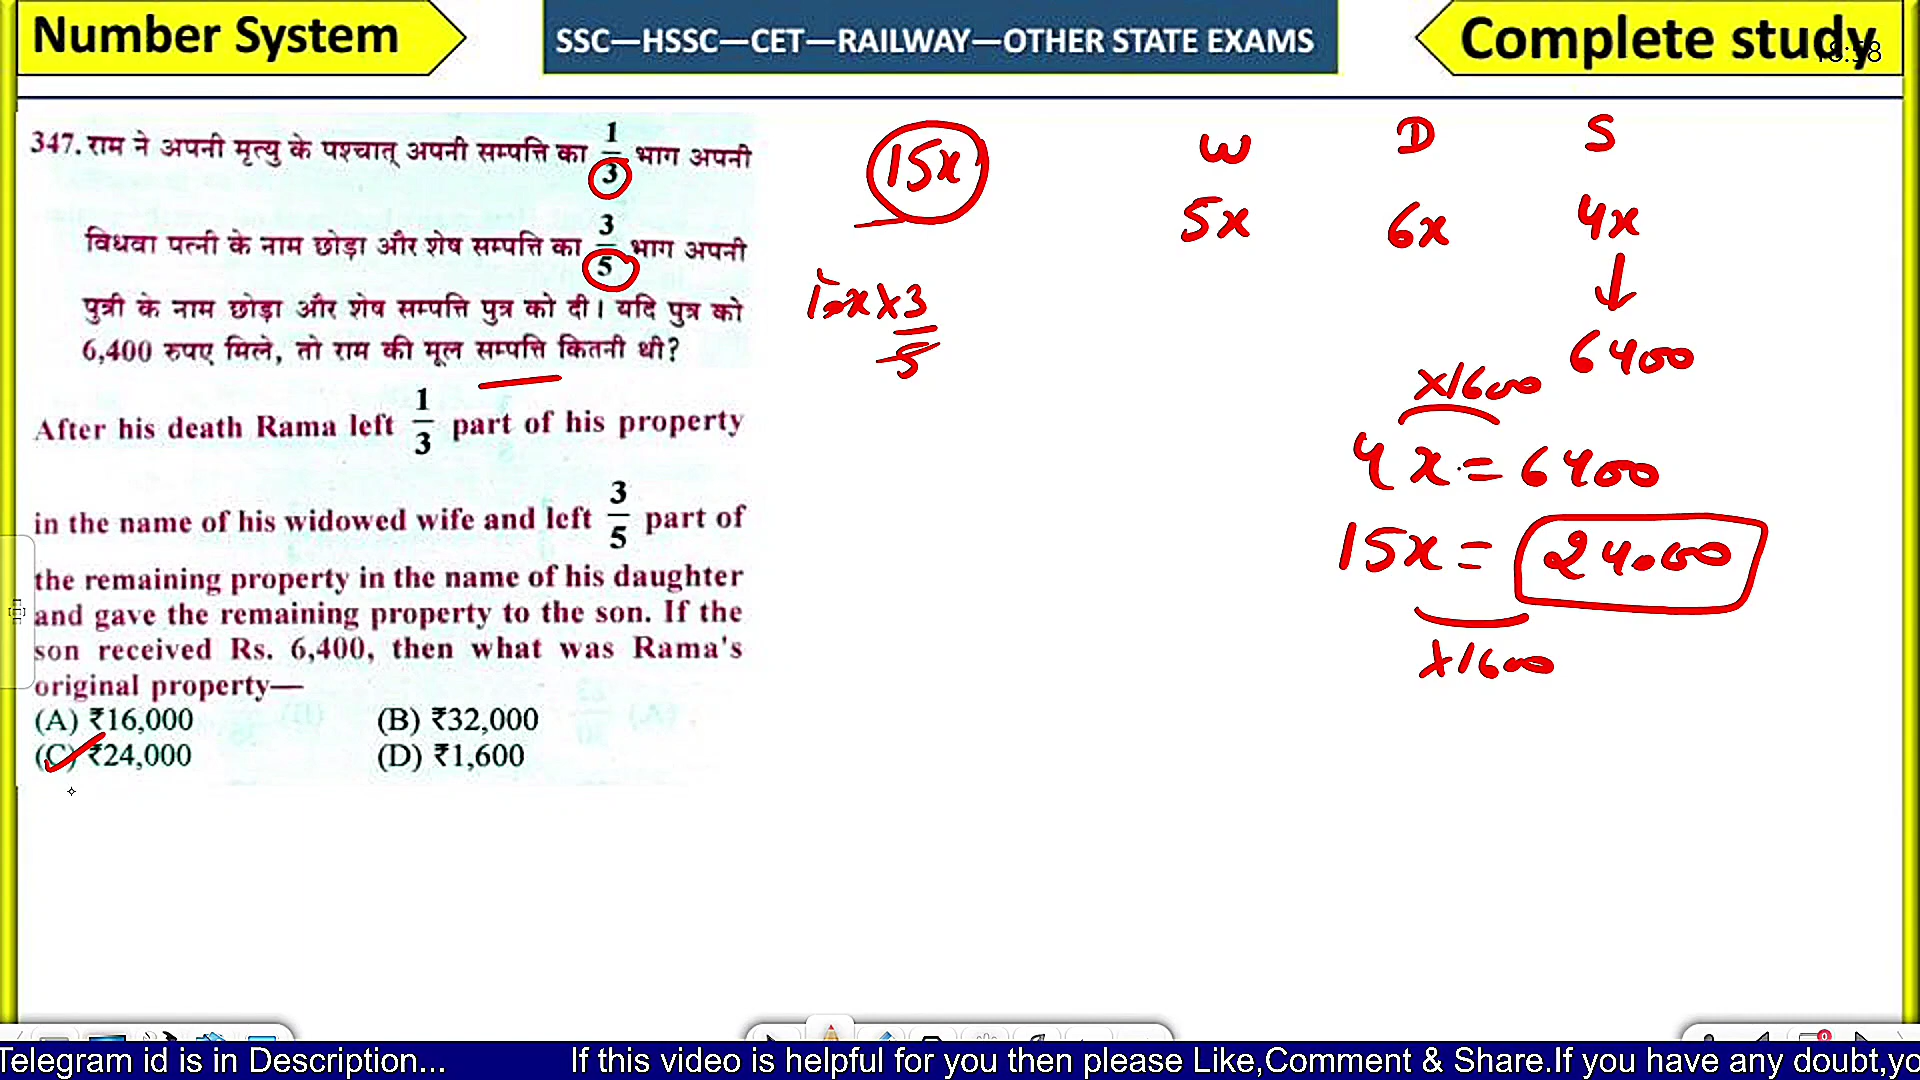 Number System
SSC—HSSC—CET—RAILWAY—OTHER STATE EXAMS
Complete study
347. राम ने अपनी मृत्यु के पश्चात् अपनी सम्पत्ति का 1/3 भाग अपनी
विधवा पत्नी के नाम छोड़ा और शेष सम्पत्ति का 3/5 भाग अपनी
पुत्री के नाम छोड़ा और शेष सम्पत्ति पुत्र को दी। यदि पुत्र को
6,400 रुपए मिले, तो राम की मूल सम्पत्ति कितनी थी?
After his death Rama left 1/3 part of his property
in the name of his widowed wife and left 3/5 part of
the remaining property in the name of his daughter
and gave the remaining property to the son. If the
son received Rs. 6,400, then what was Rama's
original property—
(A) ₹16,000 (B) ₹32,000
(C) ₹24,000 (D) ₹1,600
15x
10x × 3/5
W D S
5x 6x 4x
6400
×1600
4x = 6400
15x = 24000
×1600
Telegram id is in Description... If this video is helpful for you then please Like,Comment & Share.If you have any doubt,yo